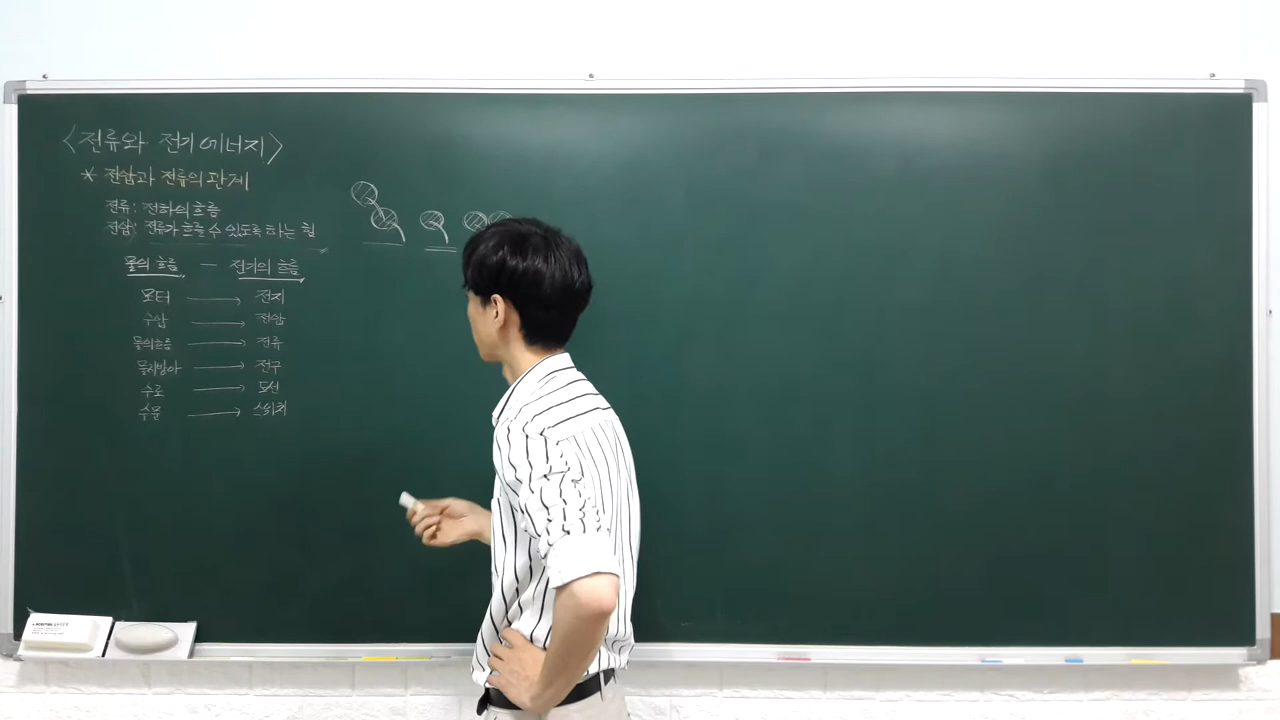 <전류와 전기에너지>
* 전압과 전류의 관계
전류: 전하의 흐름
전압: 전류가 흐를 수 있도록 하는 힘
물의 흐름 — 전기의 흐름
모터 → 전지
수압 → 전압
물의흐름 → 전류
물레방아 → 전구
수로 → 도선
수문 → 스위치